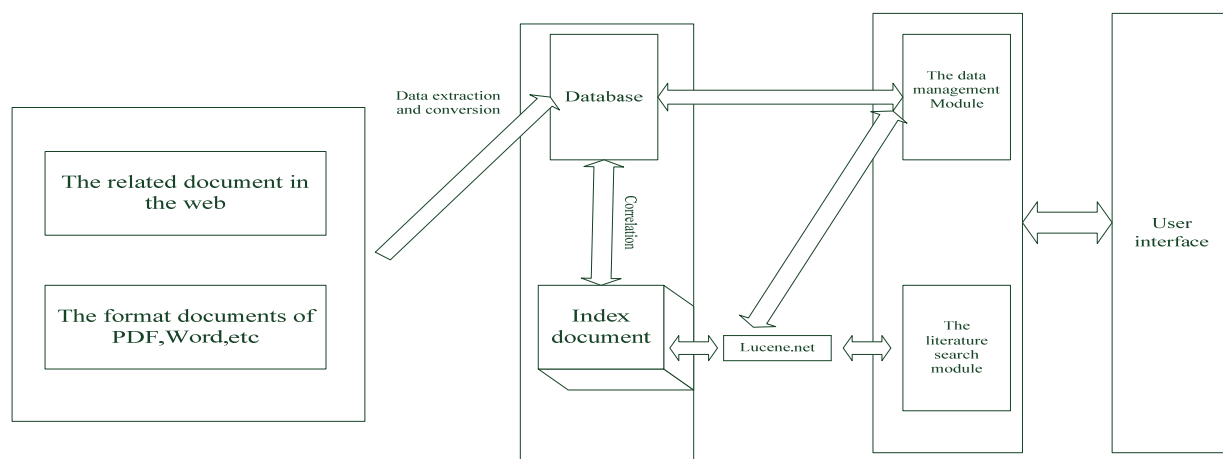 The related document in
the web
The format documents of
PDF,Word,etc
Data extraction
and conversion
Database
Correlation
Index
document
Lucene.net
The data
management
Module
The
literature
search
module
User
interface